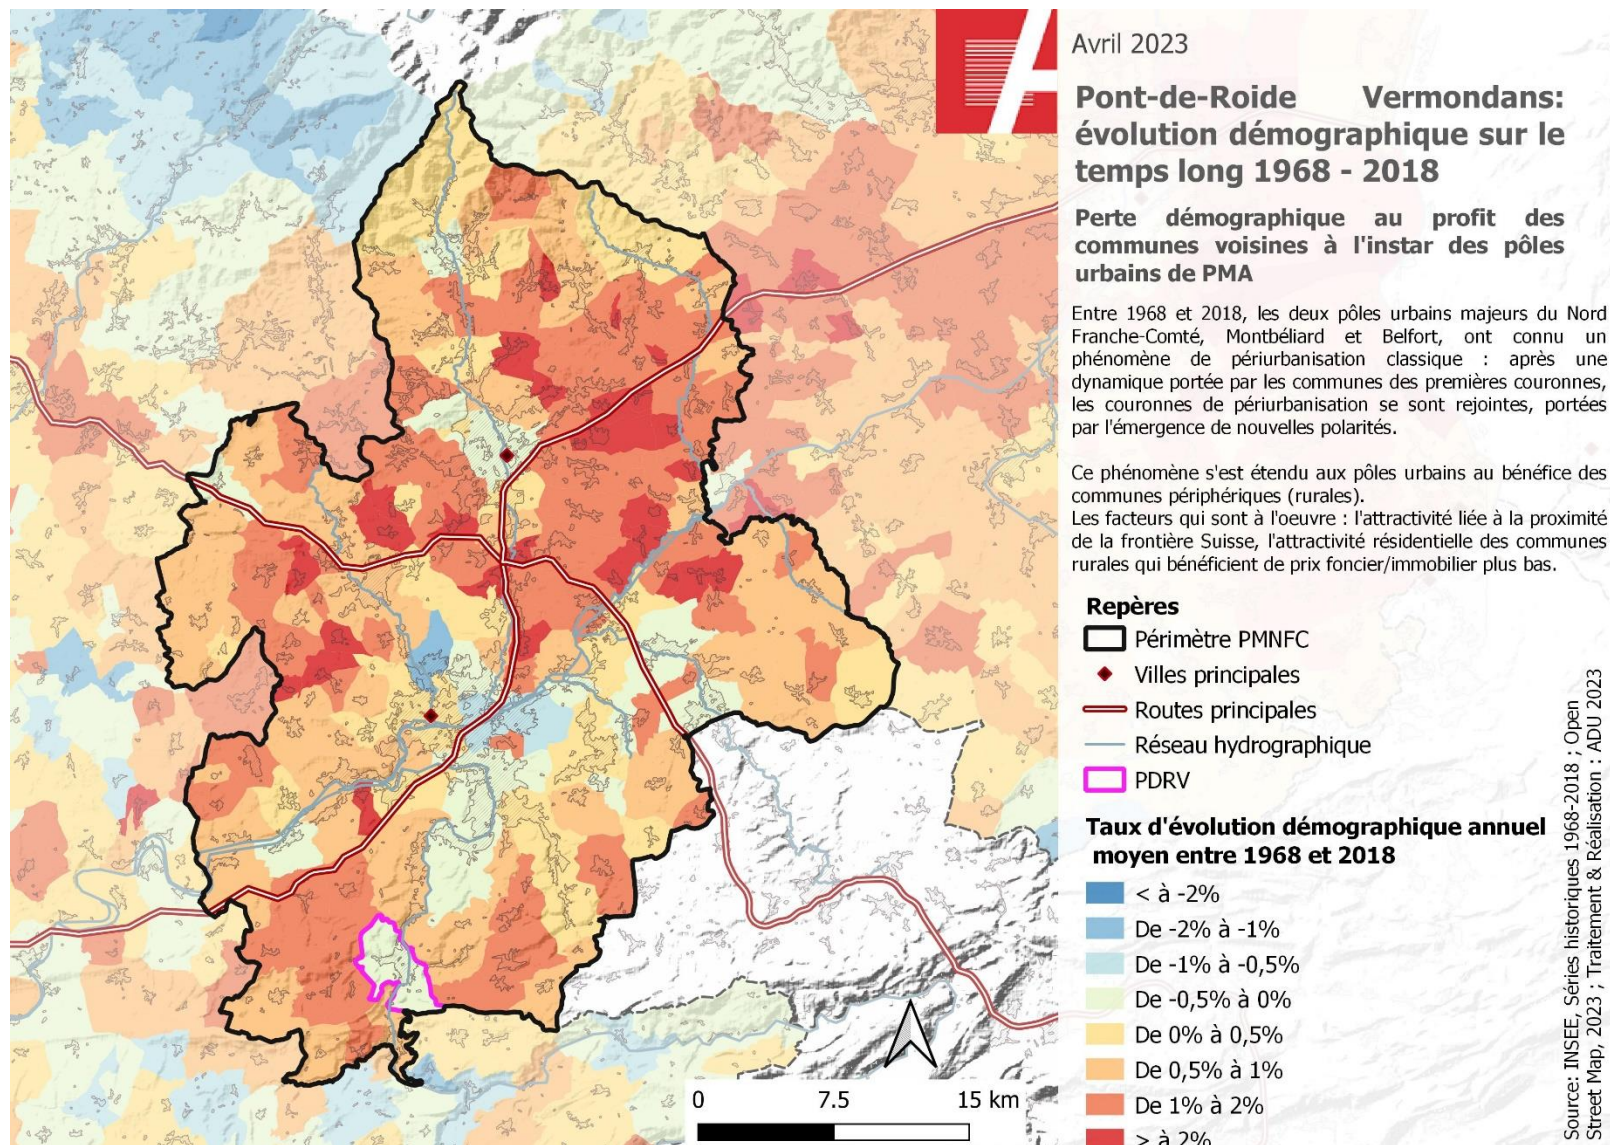 Avril 2023
Pont-de-Roide Vermondans:
évolution démographique sur le
temps long 1968 - 2018
Perte démographique au profit des
communes voisines à l'instar des pôles
urbains de PMA
Entre 1968 et 2018, les deux pôles urbains majeurs du Nord
Franche-Comté, Montbéliard et Belfort, ont connu un
phénomène de périurbanisation classique : après une
dynamique portée par les communes des premières couronnes,
les couronnes de périurbanisation se sont rejointes, portées
par l'émergence de nouvelles polarités.
Ce phénomène s'est étendu aux pôles urbains au bénéfice des
communes périphériques (rurales).
Les facteurs qui sont à l'oeuvre : l'attractivité liée à la proximité
de la frontière Suisse, l'attractivité résidentielle des communes
rurales qui bénéficient de prix foncier/immobilier plus bas.
Repères
Périmètre PMNFC
Villes principales
Routes principales
Réseau hydrographique
PDRV
Taux d'évolution démographique annuel
moyen entre 1968 et 2018
< à -2%
De -2% à -1%
De -1% à -0,5%
De -0,5% à 0%
De 0% à 0,5%
De 0,5% à 1%
De 1% à 2%
> à 2%
0 7.5 15 km
Source: INSEE, Séries historiques 1968-2018 ; Open
Street Map, 2023 ; Traitement & Réalisation : ADU 2023